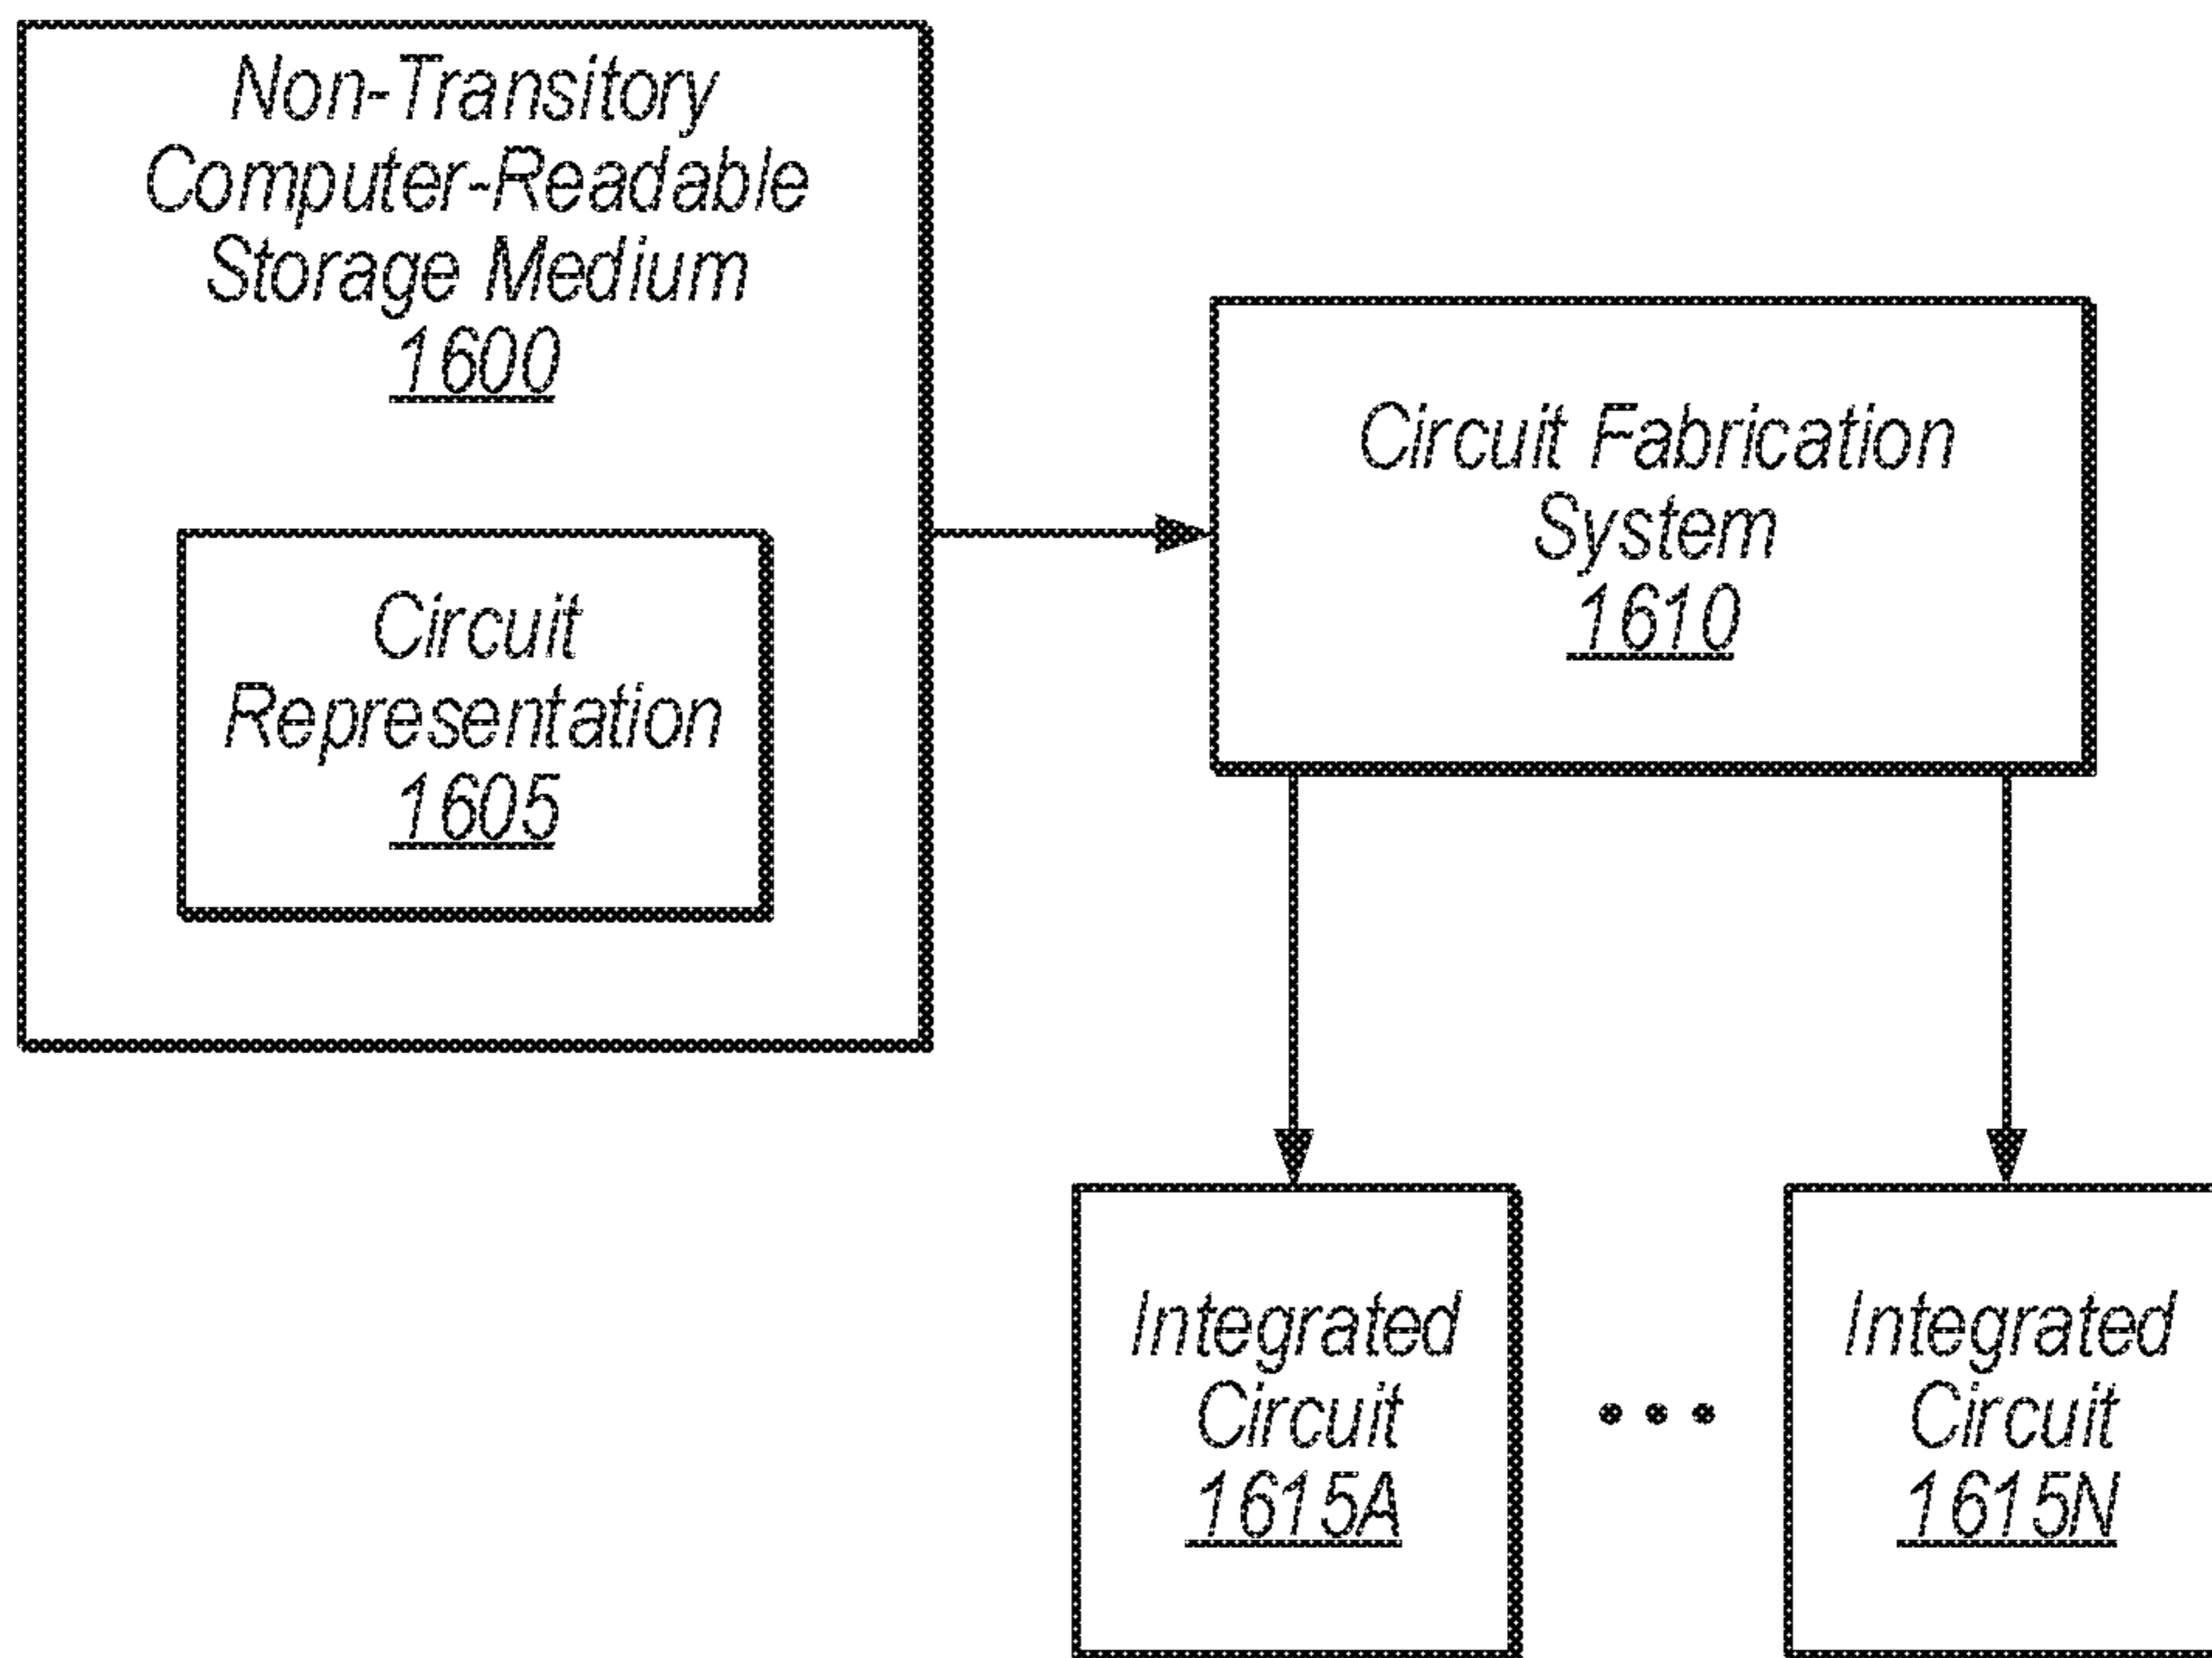 Non-Transitory
Computer-Readable
Storage Medium
1600
Circuit
Representation
1605
Circuit Fabrication
System
1610
Integrated
Circuit
1615A
Integrated
Circuit
1615N